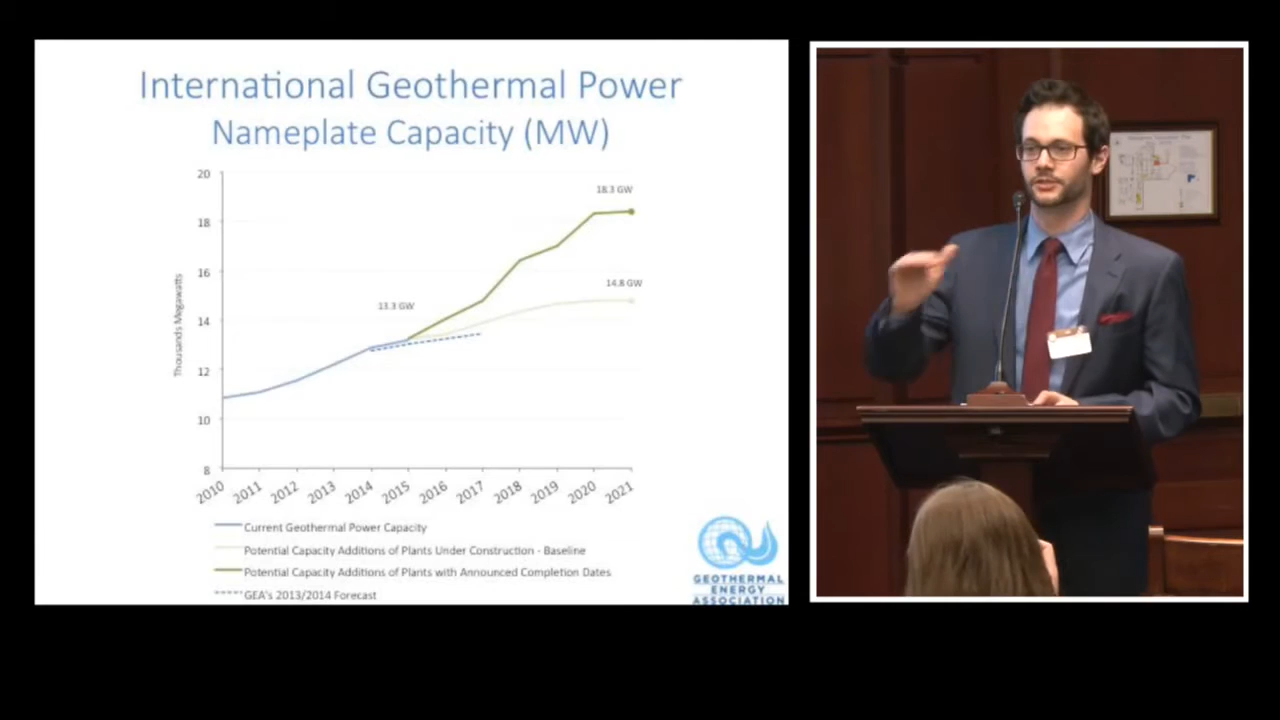 International Geothermal Power
Nameplate Capacity (MW)
Thousands Megawatts
20
18
16
14
12
10
8
18.3 GW
14.8 GW
13.3 GW
2010 2011 2012 2013 2014 2015 2016 2017 2018 2019 2020 2021
Current Geothermal Power Capacity
Potential Capacity Additions of Plants Under Construction - Baseline
Potential Capacity Additions of Plants with Announced Completion Dates
GEA's 2013/2014 Forecast
GEOTHERMAL
ENERGY
ASSOCIATION